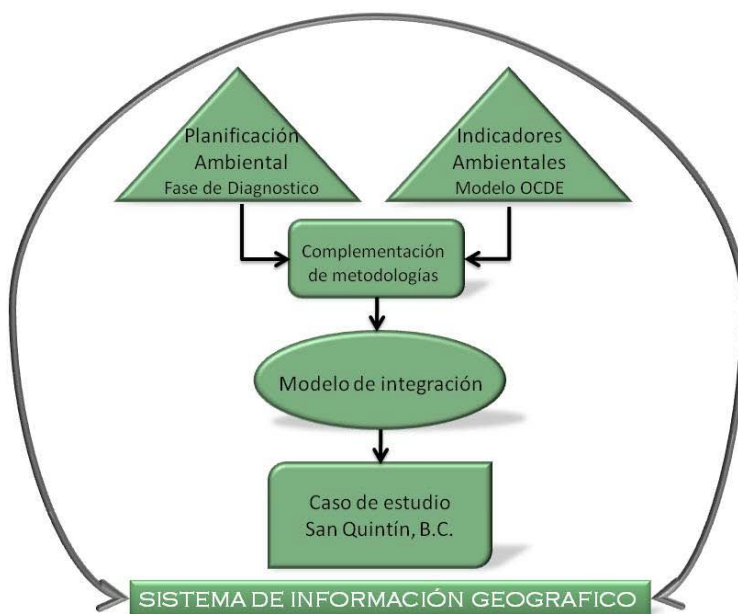 Planificación
Ambiental
Fase de Diagnostico
Indicadores
Ambientales
Modelo OCDE
Complementación
de metodologías
Modelo de integración
Caso de estudio
San Quintín, B.C.
SISTEMA DE INFORMACIÓN GEOGRAFICO